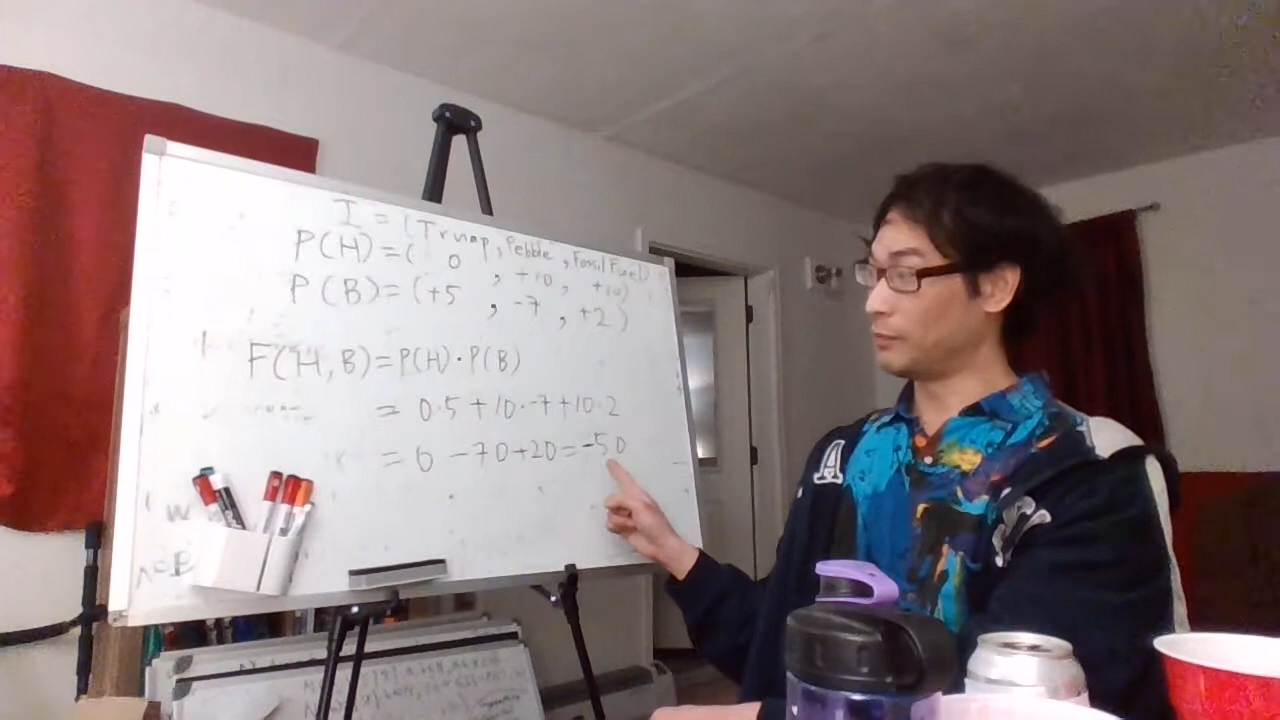 I = (Trump, Pebble, Fossil Fuel)
P(H)=( 0 , +10, +10)
P(B)=(+5 , -7 , +2)
F(H,B)=P(H)·P(B)
= 0·5+10·-7+10·2
= 0 -70+20=-50
A
W